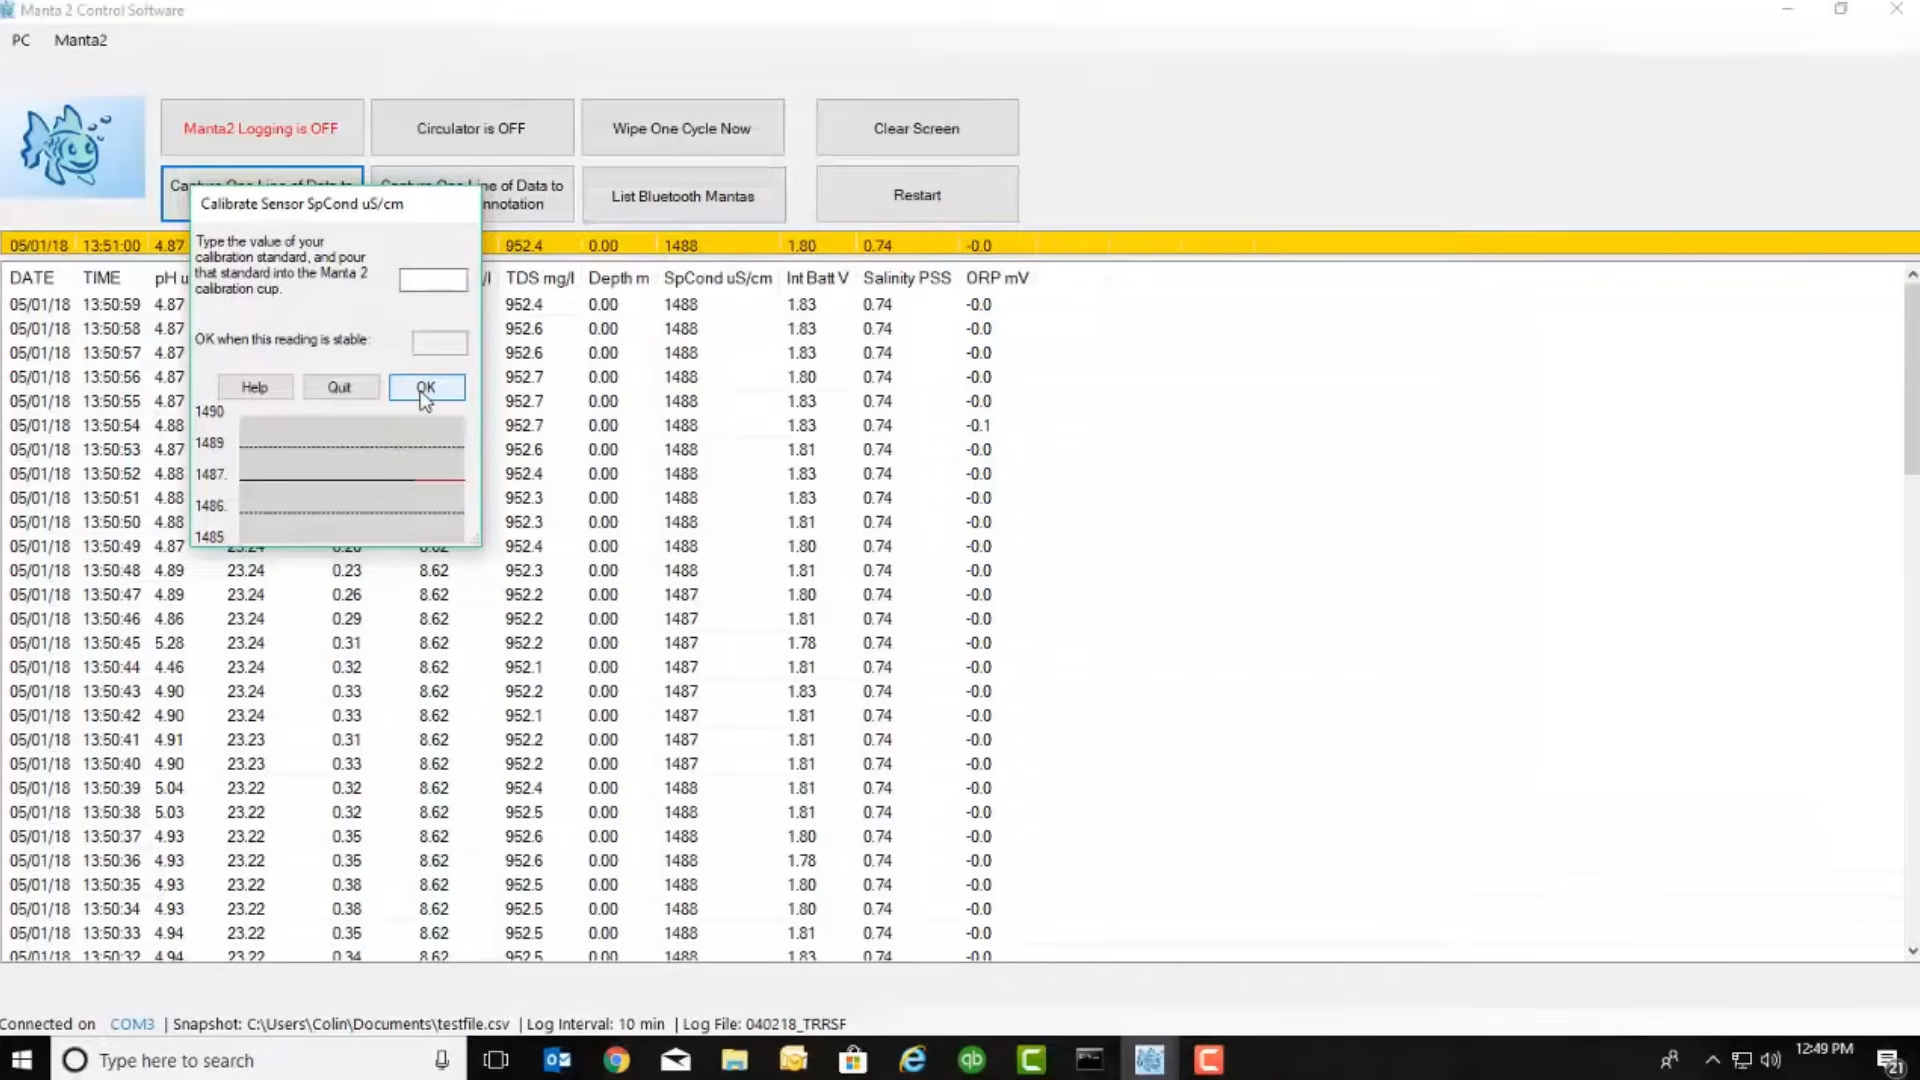 Manta 2 Control Software
PC Manta2
Manta2 Logging is OFF Circulator is OFF Wipe One Cycle Now Clear Screen
List Bluetooth Mantas Restart
Calibrate Sensor SpCond uS/cm
Type the value of your
calibration standard, and pour
that standard into the Manta 2
calibration cup.
OK when this reading is stable:
Help Quit OK
1490
1489
1487.
1486.
1485
05/01/18 13:51:00 4.87 952.4 0.00 1488 1.80 0.74 -0.0
DATE TIME pH u /l TDS mg/l Depth m SpCond uS/cm Int Batt V Salinity PSS ORP mV
05/01/18 13:50:59 4.87 952.4 0.00 1488 1.83 0.74 -0.0
05/01/18 13:50:58 4.87 952.6 0.00 1488 1.83 0.74 -0.0
05/01/18 13:50:57 4.87 952.6 0.00 1488 1.83 0.74 -0.0
05/01/18 13:50:56 4.87 952.7 0.00 1488 1.80 0.74 -0.0
05/01/18 13:50:55 4.87 952.7 0.00 1488 1.83 0.74 -0.0
05/01/18 13:50:54 4.88 952.7 0.00 1488 1.83 0.74 -0.1
05/01/18 13:50:53 4.87 952.6 0.00 1488 1.81 0.74 -0.0
05/01/18 13:50:52 4.88 952.4 0.00 1488 1.83 0.74 -0.0
05/01/18 13:50:51 4.88 952.3 0.00 1488 1.83 0.74 -0.0
05/01/18 13:50:50 4.88 952.3 0.00 1488 1.81 0.74 -0.0
05/01/18 13:50:49 4.87 952.4 0.00 1488 1.80 0.74 -0.0
05/01/18 13:50:48 4.89 23.24 0.23 8.62 952.3 0.00 1488 1.81 0.74 -0.0
05/01/18 13:50:47 4.89 23.24 0.26 8.62 952.2 0.00 1487 1.80 0.74 -0.0
05/01/18 13:50:46 4.86 23.24 0.29 8.62 952.2 0.00 1487 1.81 0.74 -0.0
05/01/18 13:50:45 5.28 23.24 0.31 8.62 952.2 0.00 1487 1.78 0.74 -0.0
05/01/18 13:50:44 4.46 23.24 0.32 8.62 952.1 0.00 1487 1.81 0.74 -0.0
05/01/18 13:50:43 4.90 23.24 0.33 8.62 952.2 0.00 1487 1.83 0.74 -0.0
05/01/18 13:50:42 4.90 23.24 0.33 8.62 952.1 0.00 1487 1.81 0.74 -0.0
05/01/18 13:50:41 4.91 23.23 0.31 8.62 952.2 0.00 1487 1.81 0.74 -0.0
05/01/18 13:50:40 4.90 23.23 0.33 8.62 952.2 0.00 1487 1.81 0.74 -0.0
05/01/18 13:50:39 5.04 23.22 0.32 8.62 952.4 0.00 1488 1.81 0.74 -0.0
05/01/18 13:50:38 5.03 23.22 0.32 8.62 952.5 0.00 1488 1.81 0.74 -0.0
05/01/18 13:50:37 4.93 23.22 0.35 8.62 952.6 0.00 1488 1.80 0.74 -0.0
05/01/18 13:50:36 4.93 23.22 0.35 8.62 952.6 0.00 1488 1.78 0.74 -0.0
05/01/18 13:50:35 4.93 23.22 0.38 8.62 952.5 0.00 1488 1.80 0.74 -0.0
05/01/18 13:50:34 4.93 23.22 0.38 8.62 952.5 0.00 1488 1.80 0.74 -0.0
05/01/18 13:50:33 4.94 23.22 0.35 8.62 952.5 0.00 1488 1.81 0.74 -0.0
05/01/18 13:50:32 4.94 23.22 0.34 8.62 952.5 0.00 1488 1.83 0.74 -0.0
Connected on COM3 | Snapshot: C:\Users\Colin\Documents\testfile.csv | Log Interval: 10 min | Log File: 040218_TRRSF
Type here to search 12:49 PM 21